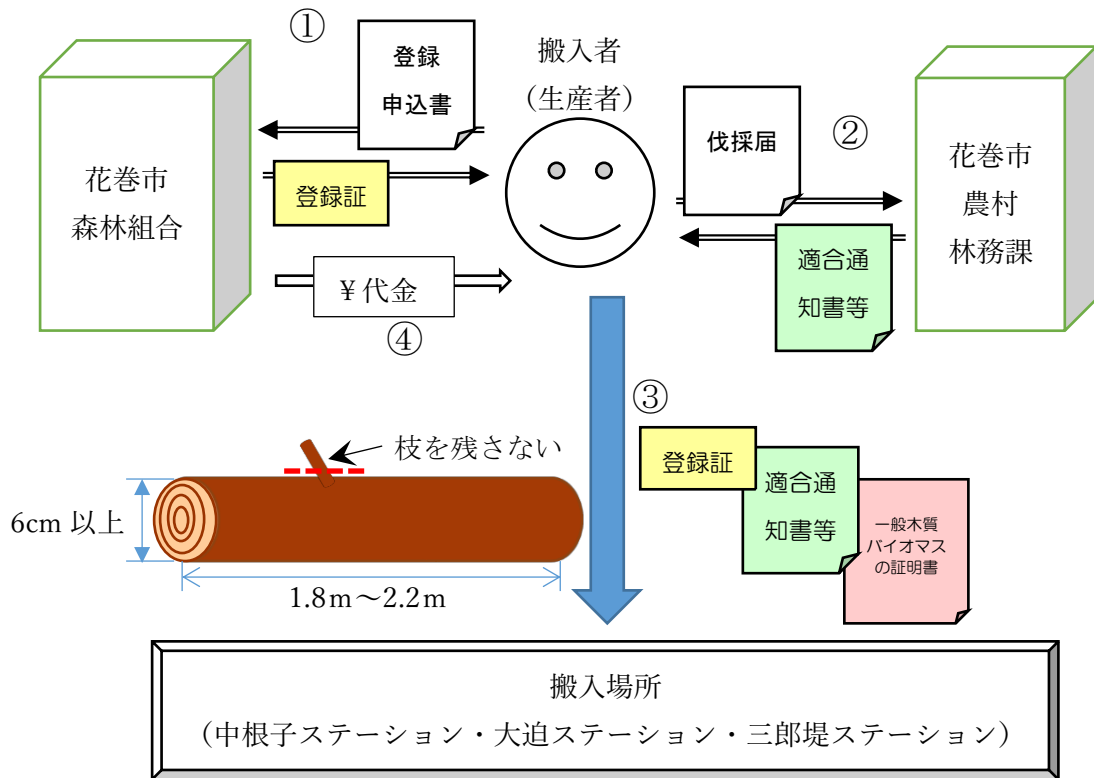 ①
登録
申込書
搬入者
（生産者）
伐採届
②
花巻市
森林組合
登録証
花巻市
農村
林務課
適合通
知書等
￥代金
④
③
枝を残さない
6cm 以上
1.8ｍ～2.2ｍ
登録証
適合通
知書等
一般木質
バイオマス
の証明書
搬入場所
（中根子ステーション・大迫ステーション・三郎堤ステーション）